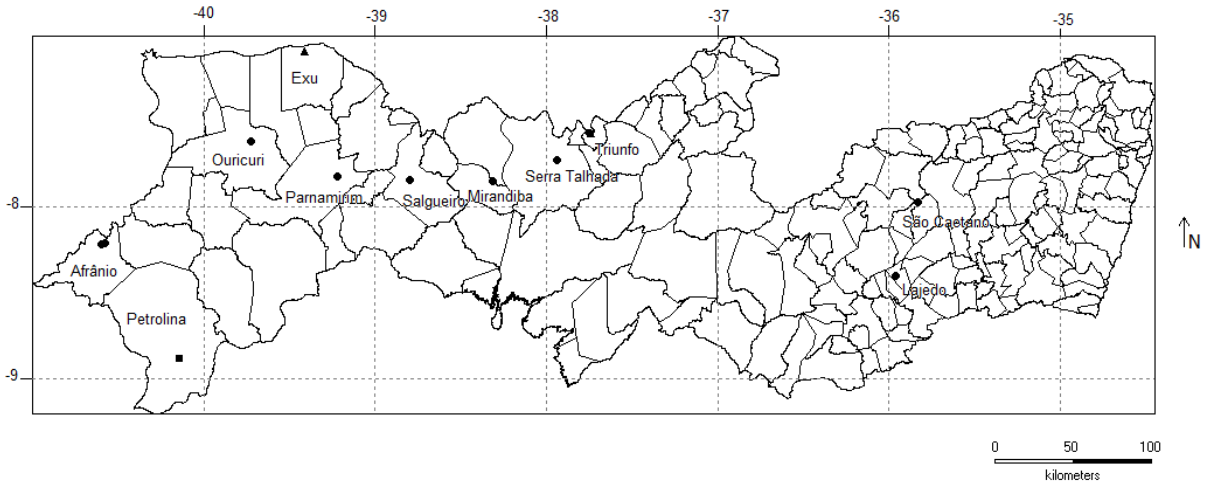 -40 -39 -38 -37 -36 -35
Exu
Triunfo
Ouricuri
Serra Talhada
Parnamirim
Salgueiro
Mirandiba
-8
São Caetano
N
Afrânio
Lajedo
Petrolina
-9
0 50 100
kilometers